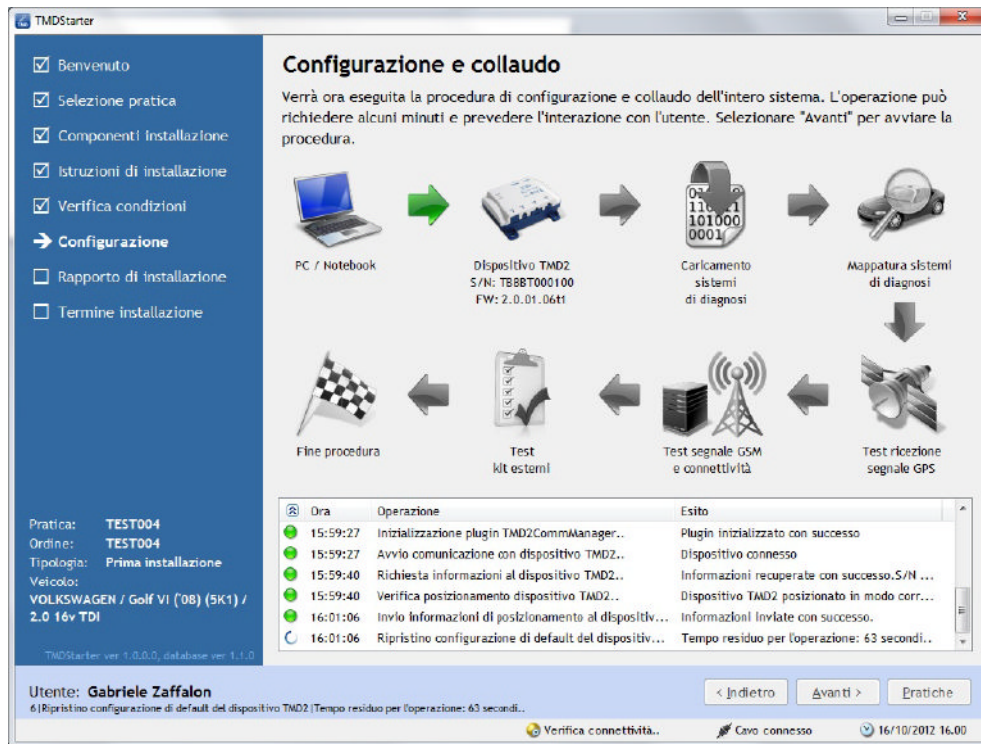 TMDStarter
Benvenuto
Selezione pratica
Componenti installazione
Istruzioni di installazione
Verifica condizioni
Configurazione
Rapporto di installazione
Termine installazione
Pratica: TEST004
Ordine: TEST004
Tipologia: Prima installazione
Veicolo:
VOLKSWAGEN / Golf VI ('08) (5K1) /
2.0 16v TDI
TMDStarter ver 1.0.0.0, database ver 1.1.0
Configurazione e collaudo
Verrà ora eseguita la procedura di configurazione e collaudo dell'intero sistema. L'operazione può
richiedere alcuni minuti e prevedere l'interazione con l'utente. Selezionare "Avanti" per avviare la
procedura.
PC / Notebook
Dispositivo TMD2
S/N: TB8BT000100
FW: 2.0.01.06t1
101000
0001
Caricamento
sistemi
di diagnosi
Mappatura sistemi
di diagnosi
Fine procedura
Test
kit esterni
Test segnale GSM
e connettività
Test ricezione
segnale GPS
Ora Operazione Esito
15:59:27 Inizializzazione plugin TMD2CommManager.. Plugin inizializzato con successo
15:59:27 Avvio comunicazione con dispositivo TMD2.. Dispositivo connesso
15:59:40 Richiesta informazioni al dispositivo TMD2.. Informazioni recuperate con successo.S/N ...
15:59:40 Verifica posizionamento dispositivo TMD2.. Dispositivo TMD2 posizionato in modo corr...
16:01:06 Invio informazioni di posizionamento al dispositiv... Informazioni inviate con successo.
16:01:06 Ripristino configurazione di default del dispositiv... Tempo residuo per l'operazione: 63 secondi..
Utente: Gabriele Zaffalon
6|Ripristino configurazione di default del dispositivo TMD2|Tempo residuo per l'operazione: 63 secondi..
< Indietro
Avanti >
Pratiche
Verifica connettività..
Cavo connesso
16/10/2012 16.00